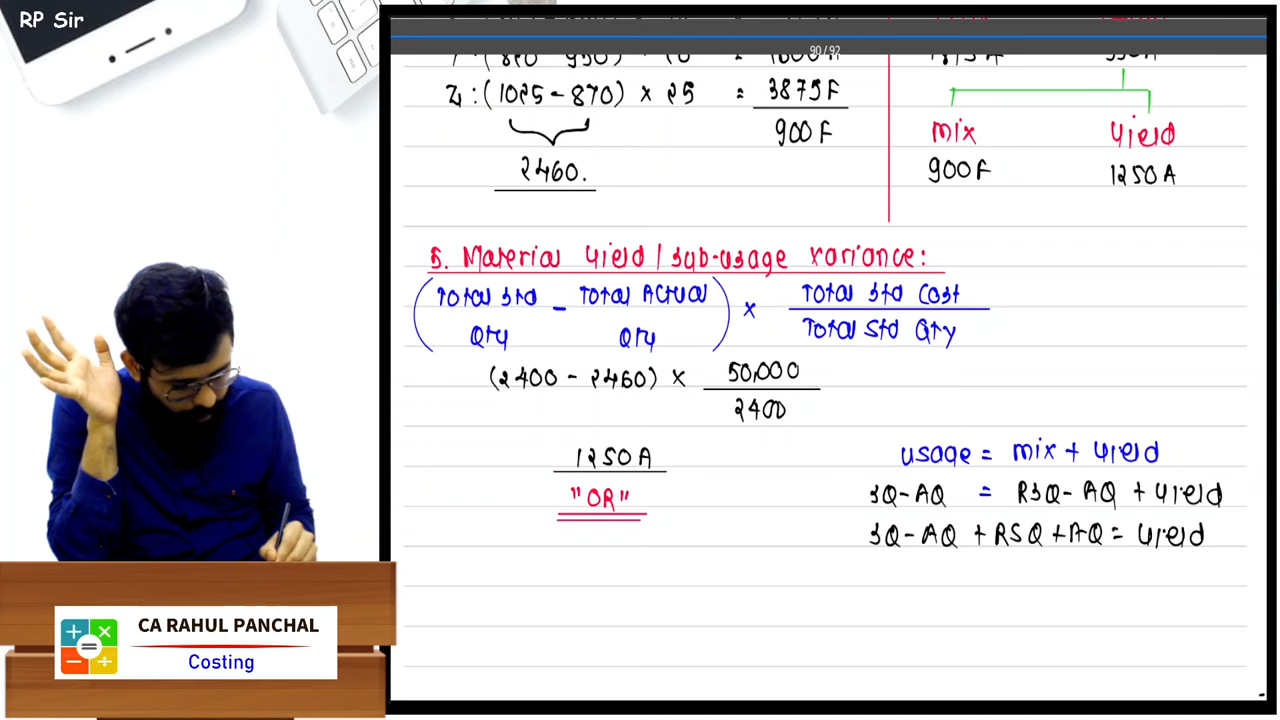 RP Sir
90/92
Z : (1025 - 870) × 25 = 3875 F
900 F
2460.
mix Yield
900 F 1250 A
5. Material Yield / Sub-usage Variance:
(Total Std Qty - Total Actual Qty) × Total Std Cost / Total Std Qty
(2400 - 2460) × 50,000 / 2400
1250 A
"OR"
usage = mix + Yield
SQ - AQ = RSQ - AQ + Yield
SQ - AQ + RSQ + AQ = Yield
CA RAHUL PANCHAL
Costing